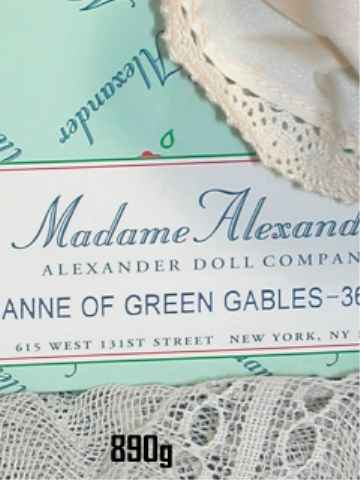 Alexander
Madame Alexand
ALEXANDER DOLL COMPAN
ANNE OF GREEN GABLES-36
615 WEST 131ST STREET NEW YORK, NY
890g